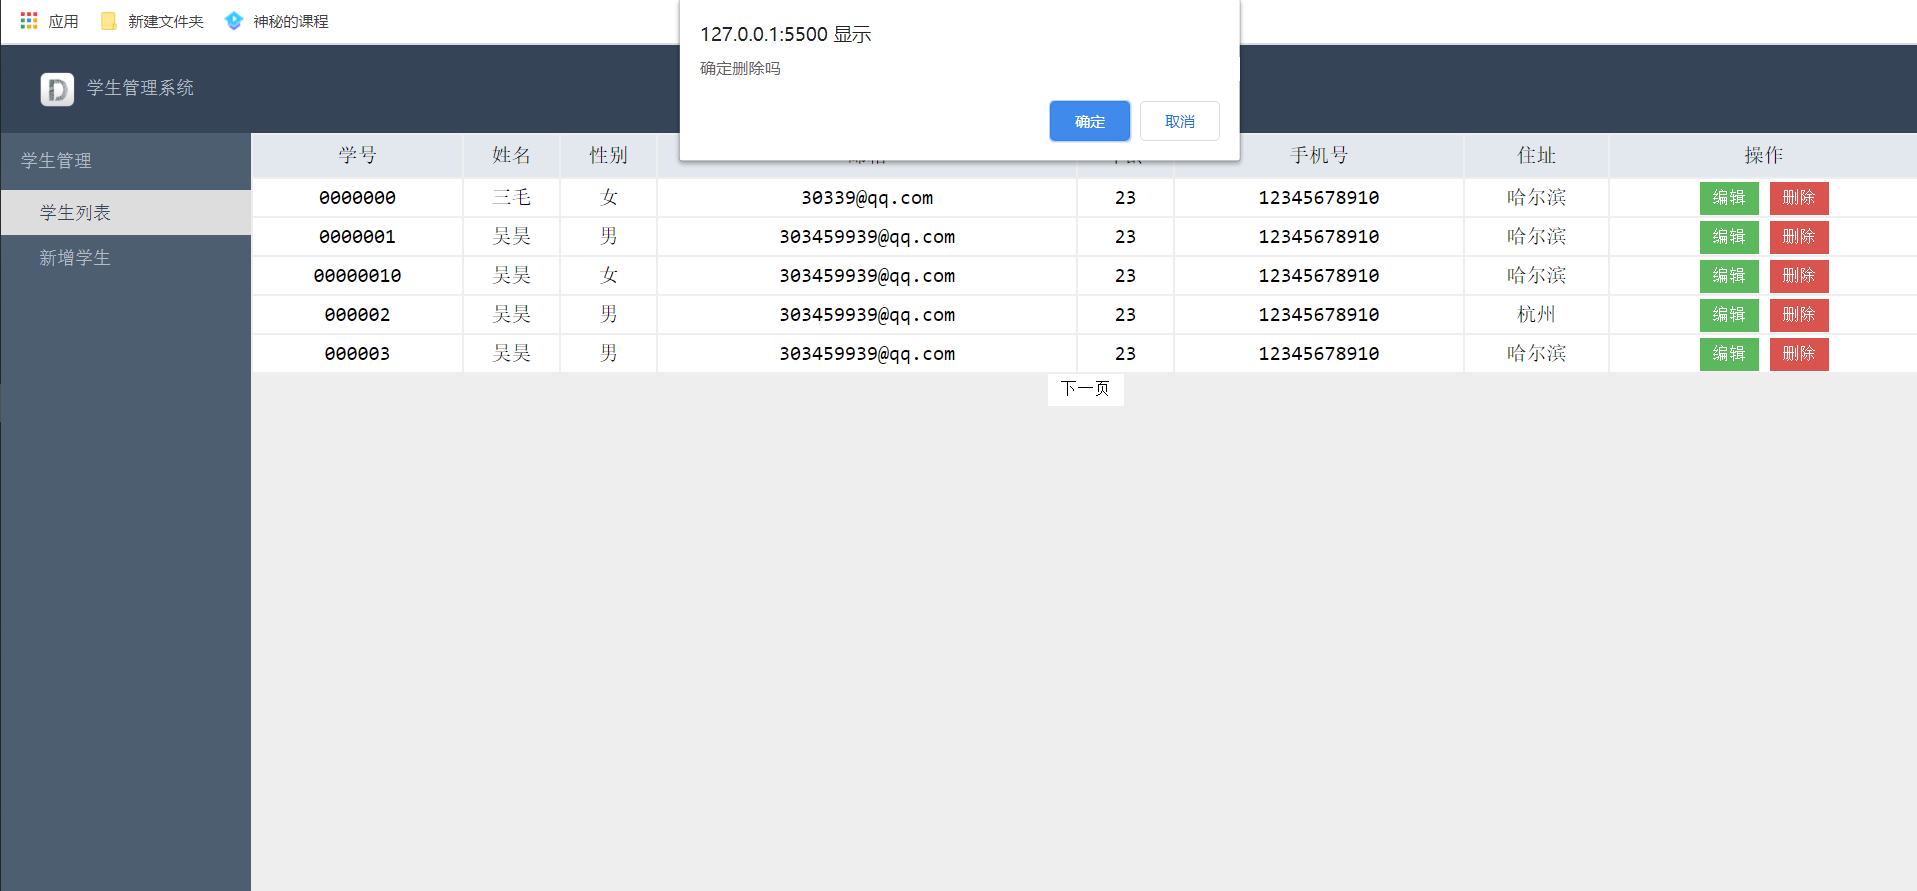 应用 新建文件夹 神秘的课程
127.0.0.1:5500 显示
确定删除吗
确定 取消
D 学生管理系统
学生管理
学生列表
新增学生
学号 姓名 性别 手机号 住址 操作
0000000 三毛 女 30339@qq.com 23 12345678910 哈尔滨 编辑 删除
0000001 吴昊 男 303459939@qq.com 23 12345678910 哈尔滨 编辑 删除
00000010 吴昊 女 303459939@qq.com 23 12345678910 哈尔滨 编辑 删除
000002 吴昊 男 303459939@qq.com 23 12345678910 杭州 编辑 删除
000003 吴昊 男 303459939@qq.com 23 12345678910 哈尔滨 编辑 删除
下一页